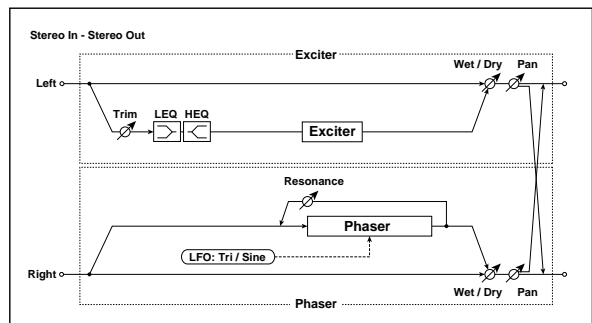 Stereo In - Stereo Out
Exciter
Wet / Dry Pan
Left
Trim LEQ HEQ
Exciter
Resonance
Phaser
LFO: Tri / Sine
Right
Wet / Dry Pan
Phaser